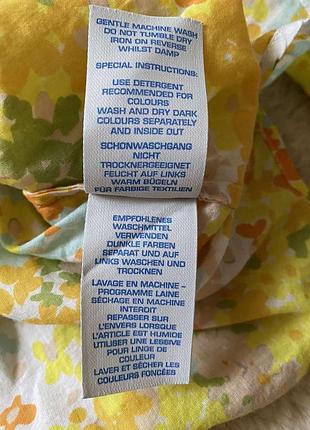 GENTLE MACHINE WASH
DO NOT TUMBLE DRY
IRON ON REVERSE
WHILST DAMP
SPECIAL INSTRUCTIONS:
USE DETERGENT
RECOMMENDED FOR
COLOURS
WASH AND DRY DARK
COLOURS SEPARATELY
AND INSIDE OUT
SCHONWASCHGANG
NICHT
TROCKNERGEEIGNET
FEUCHT AUF LINKS
WARM BÜGELN
FÜR FARBIGE TEXTILIEN
EMPFOHLENES
WASCHMITTEL
VERWENDEN
DUNKLE FARBEN
SEPARAT UND AUF
LINKS WASCHEN UND
TROCKNEN
LAVAGE EN MACHINE –
PROGRAMME LAINE
SÉCHAGE EN MACHINE
INTERDIT
REPASSER SUR
L'ENVERS LORSQUE
L'ARTICLE EST HUMIDE
UTILISER UNE LESSIVE
POUR LINGE DE
COULEUR
LAVER ET SÉCHER LES
COULEURS FONCÉES